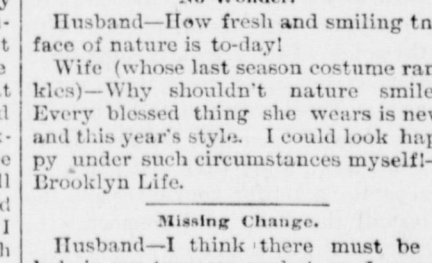 No Wonder!
Husband—How fresh and smiling
face of nature is to-day!
Wife (whose last season costume ran
kles)—Why shouldn't nature smile
Every blessed thing she wears is new
and this year's style. I could look hap
py under such circumstances myself!—
Brooklyn Life.
Missing Change.
Husband—I think there must be